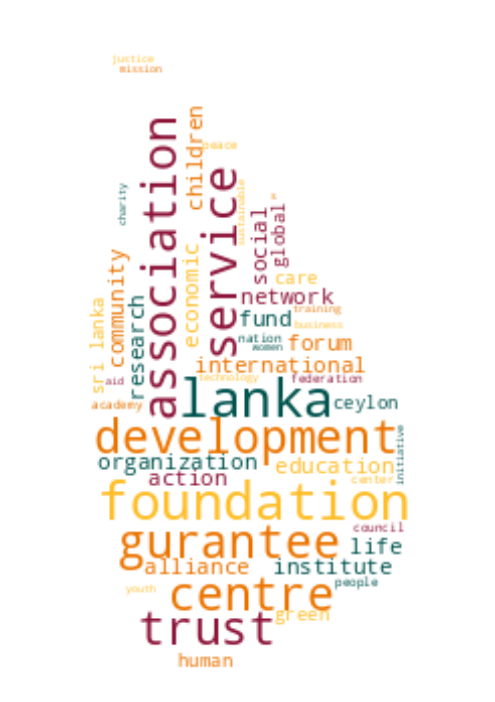 justice
mission
children
association
peace
service
sustainable
charity
e
global
social
economic
community
care
network
research
sri lanka
training
fund
business
nation
women
forum
international
technology
federation
aid
lanka
ceylon
academy
development
initiative
organization
education
action
center
foundation
council
gurantee
life
alliance
institute
people
centre
youth
green
trust
human